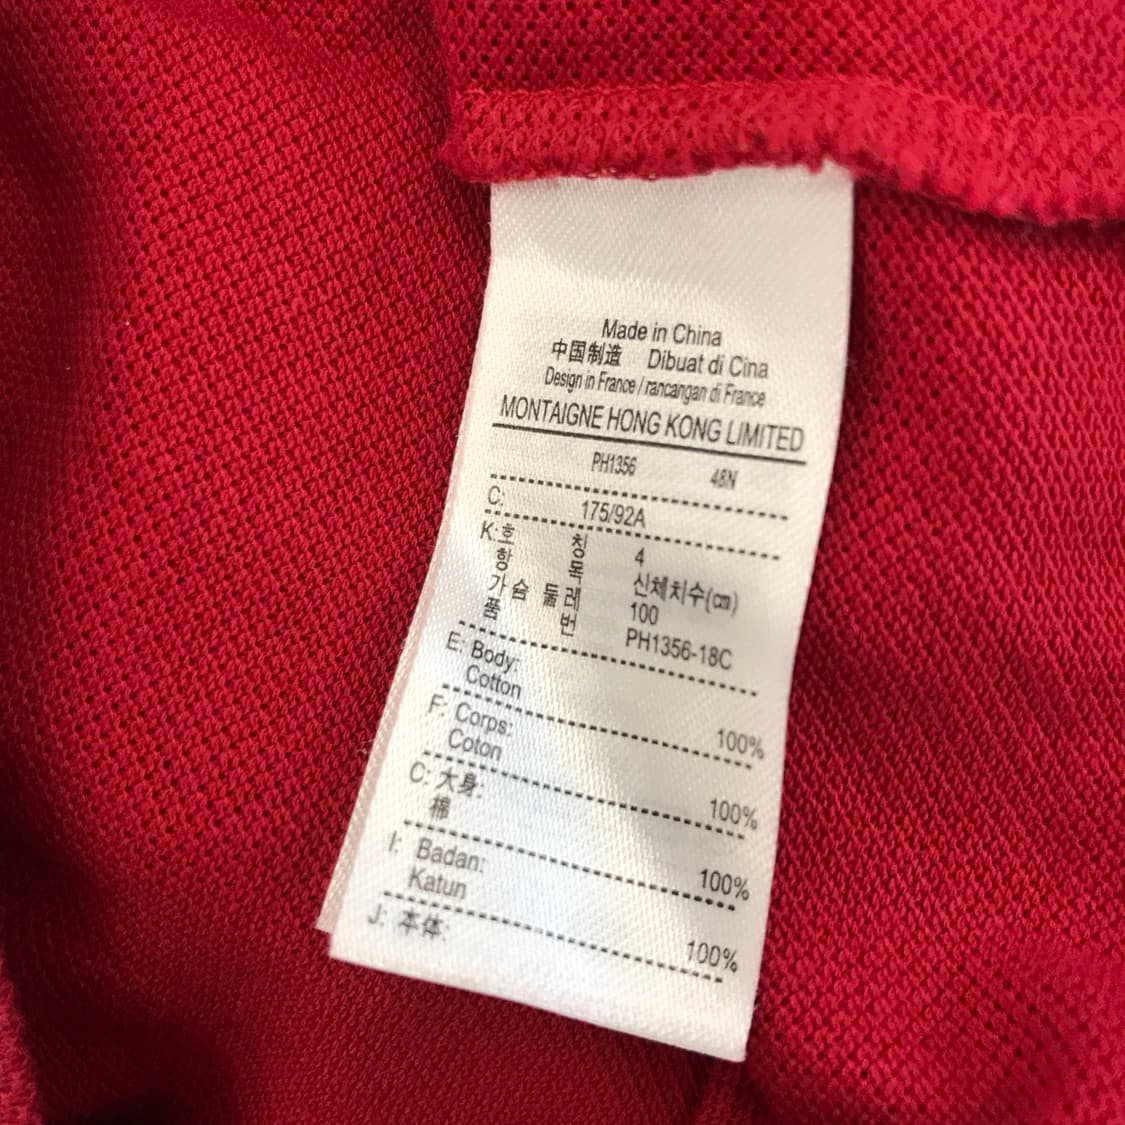 Made in China
中国制造 Dibuat di Cina
Design in France / rancangan di France
MONTAIGNE HONG KONG LIMITED
PH1356 48N
C: 175/92A
K:호 칭 4
항 목 신체치수(cm)
가슴 둘레 100
품 번 PH1356-18C
E: Body:
Cotton 100%
F: Corps:
Coton 100%
C: 大身:
棉 100%
I: Badan:
Katun 100%
J: 本体: